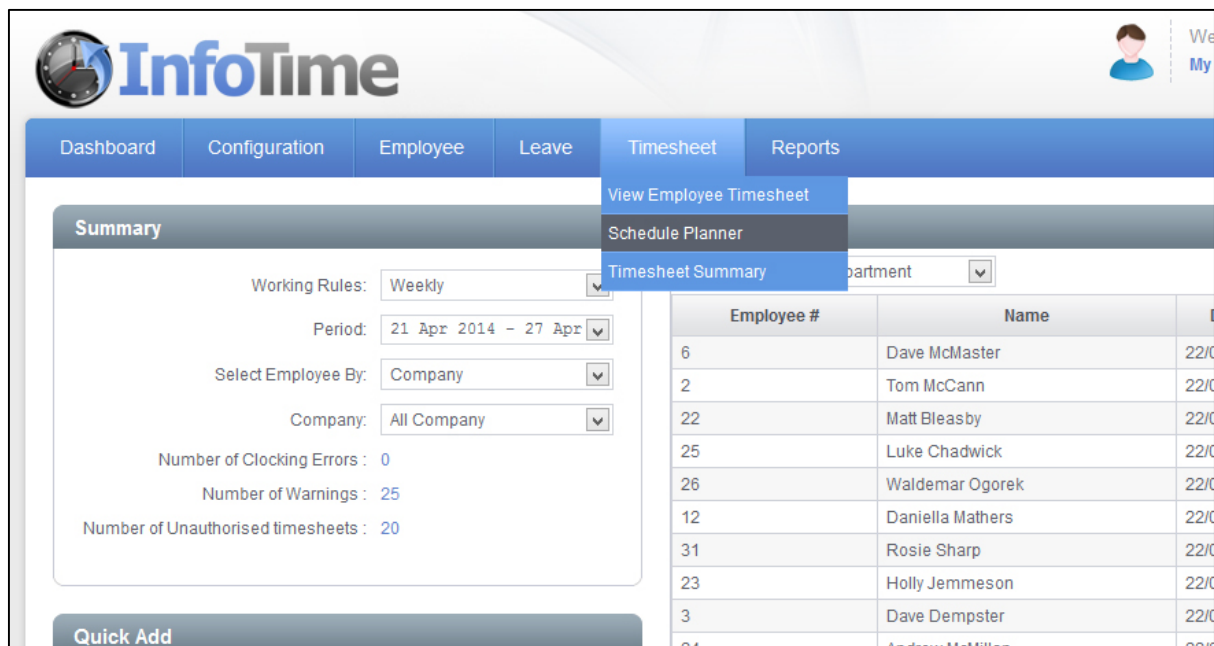 InfoTime
We
My
Dashboard Configuration Employee Leave Timesheet Reports
View Employee Timesheet
Schedule Planner
Timesheet Summary
Summary
Working Rules: Weekly
Period: 21 Apr 2014 - 27 Apr
Select Employee By: Company
Company: All Company
Number of Clocking Errors : 0
Number of Warnings : 25
Number of Unauthorised timesheets : 20
Quick Add
partment
Employee # Name
6 Dave McMaster 22/0
2 Tom McCann 22/0
22 Matt Bleasby 22/0
25 Luke Chadwick 22/0
26 Waldemar Ogorek 22/0
12 Daniella Mathers 22/0
31 Rosie Sharp 22/0
23 Holly Jemmeson 22/0
3 Dave Dempster 22/0